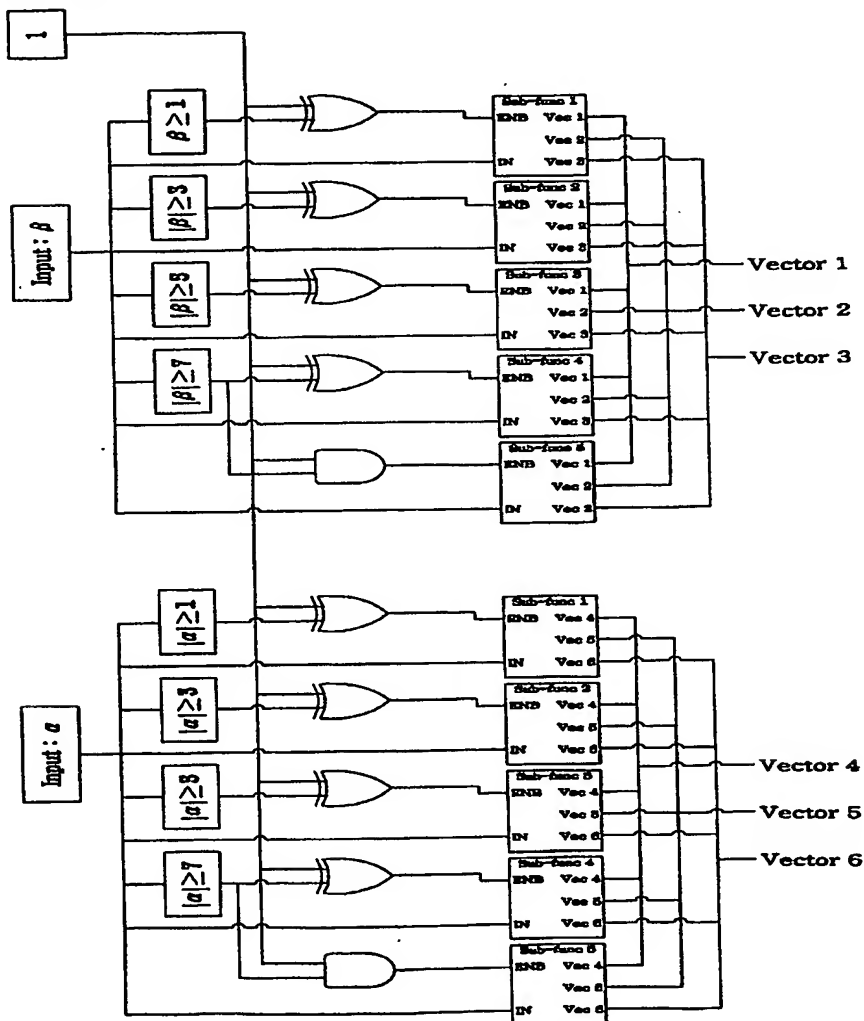 1
Input: β
β ≥1
|β|≥3
|β|≥5
|β|≥7
Sub-func 1
ENB Vec 1
Vec 2
IN Vec 3
Sub-func 2
ENB Vec 1
Vec 2
IN Vec 3
Sub-func 3
ENB Vec 1
Vec 2
IN Vec 3
Sub-func 4
ENB Vec 1
Vec 2
IN Vec 3
Sub-func 5
ENB Vec 1
Vec 2
IN Vec 2
Vector 1
Vector 2
Vector 3
Input: α
|α|≥1
|α|≥3
|α|≥5
|α|≥7
Sub-func 1
ENB Vec 4
Vec 5
IN Vec 6
Sub-func 2
ENB Vec 4
Vec 5
IN Vec 6
Sub-func 3
ENB Vec 4
Vec 5
IN Vec 6
Sub-func 4
ENB Vec 4
Vec 5
IN Vec 6
Sub-func 5
ENB Vec 4
Vec 5
IN Vec 6
Vector 4
Vector 5
Vector 6